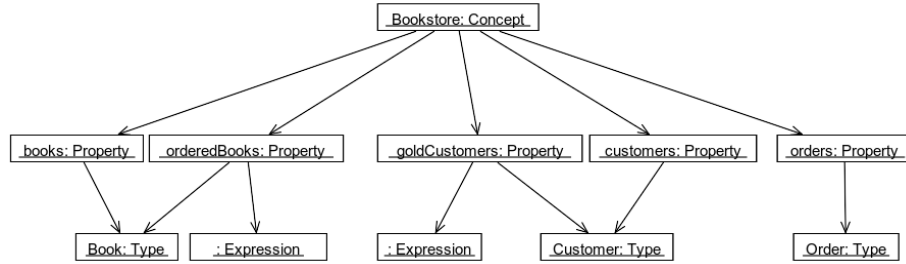 Bookstore: Concept
books: Property
orderedBooks: Property
goldCustomers: Property
customers: Property
orders: Property
Book: Type
: Expression
: Expression
Customer: Type
Order: Type